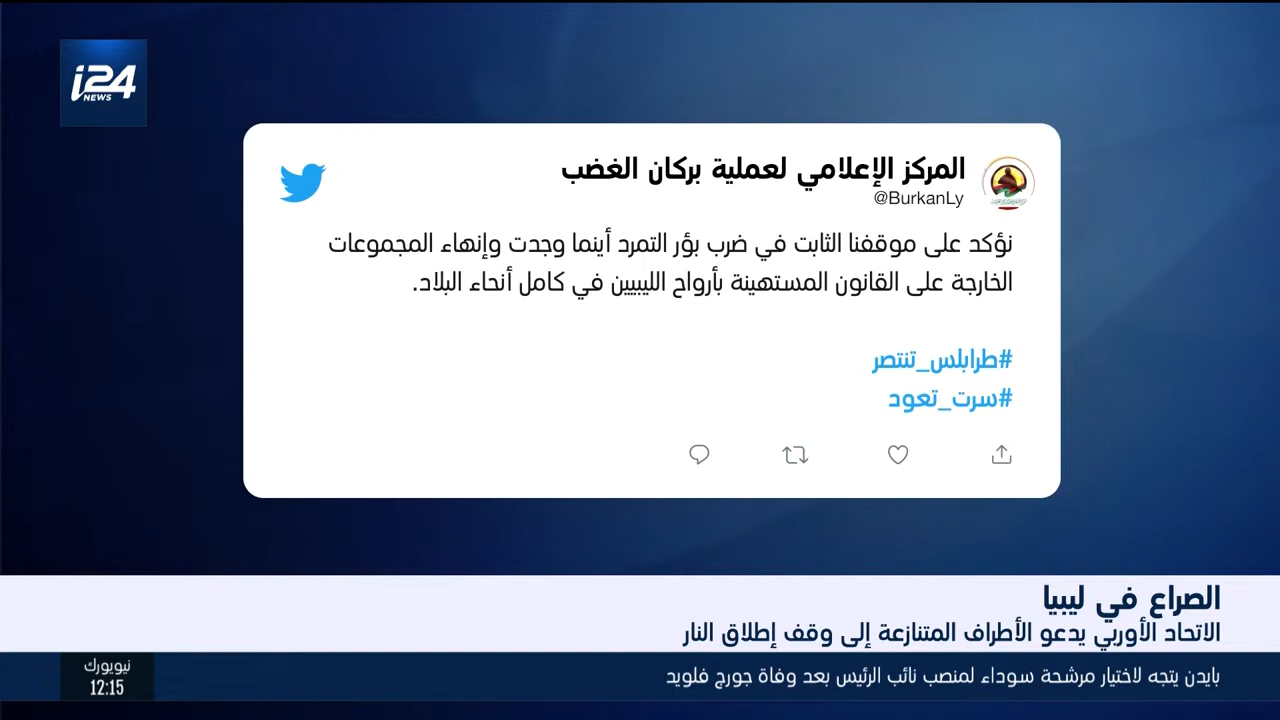 i24
NEWS
المركز الإعلامي لعملية بركان الغضب
@BurkanLy
نؤكد على موقفنا الثابت في ضرب بؤر التمرد أينما وجدت وإنهاء المجموعات
الخارجة على القانون المستهينة بأرواح الليبيين في كامل أنحاء البلاد.
#طرابلس_تنتصر
#سرت_تعود
الصراع في ليبيا
الاتحاد الأوربي يدعو الأطراف المتنازعة إلى وقف إطلاق النار
بايدن يتجه لاختيار مرشحة سوداء لمنصب نائب الرئيس بعد وفاة جورج فلويد
نيويورك
12:15